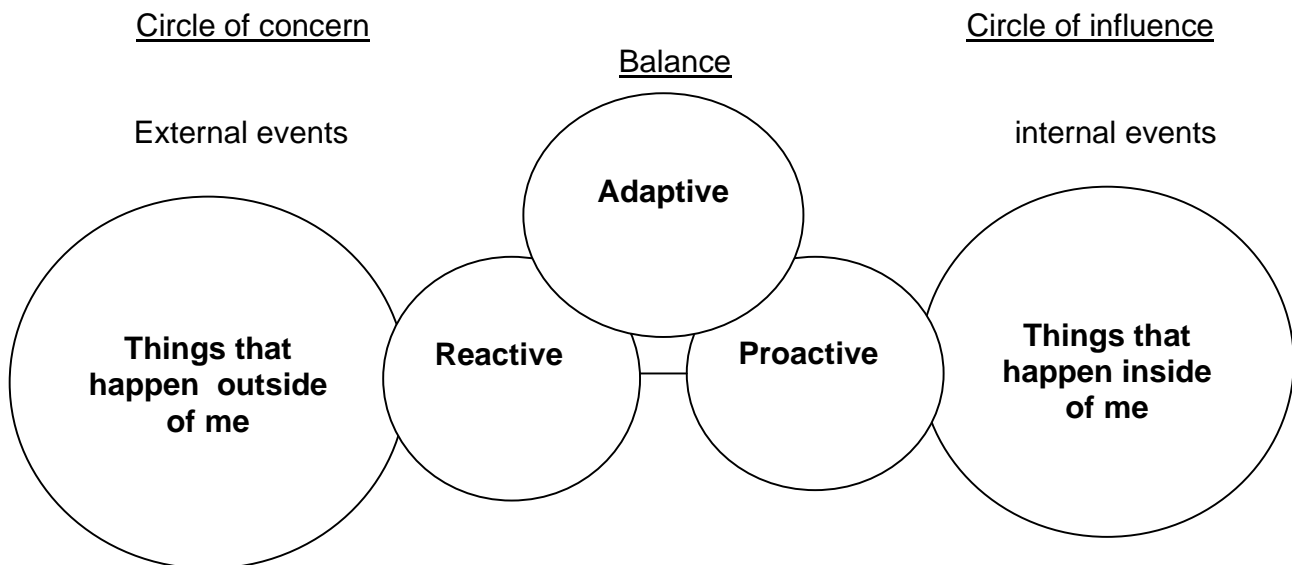 Circle of concern
Circle of influence
Balance
External events
internal events
Adaptive
Things that
happen  outside
of me
Reactive
Proactive
Things that
happen inside
of me